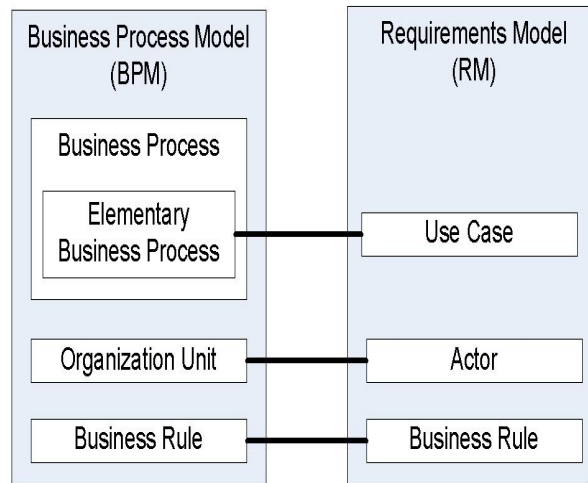 Business Process Model
(BPM)
Business Process
Elementary
Business Process
Organization Unit
Business Rule
Requirements Model
(RM)
Use Case
Actor
Business Rule